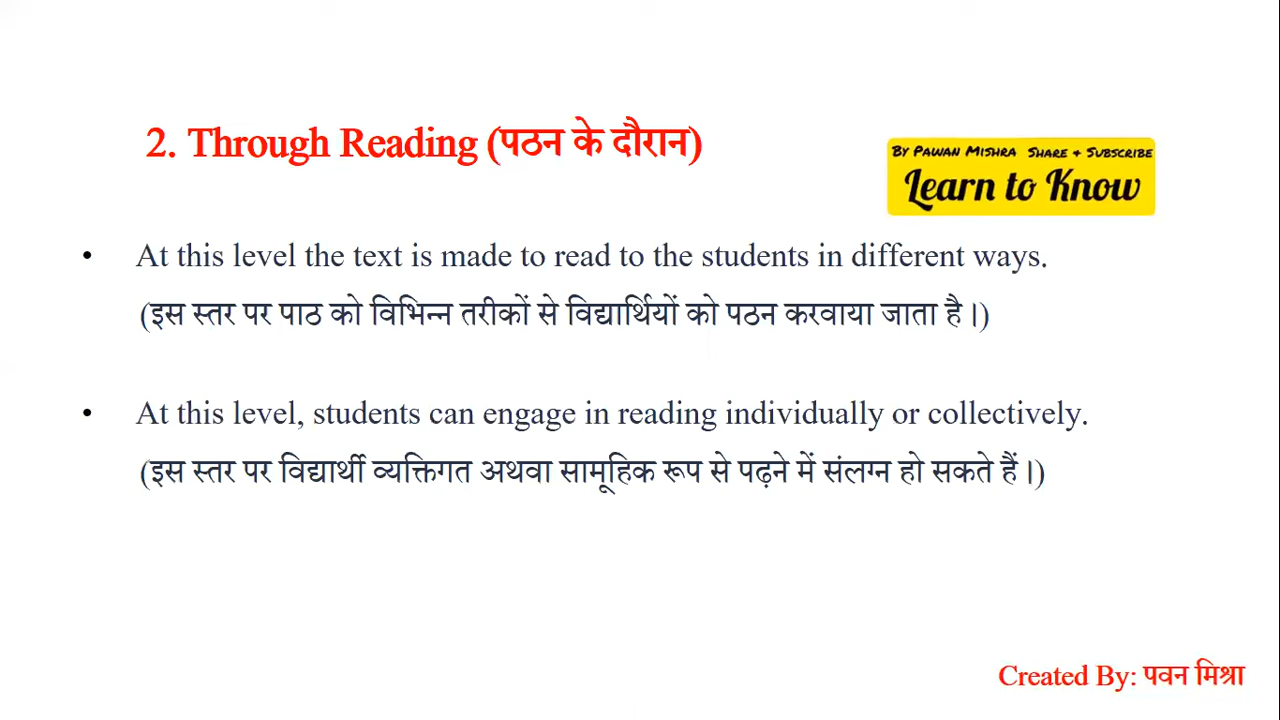 2. Through Reading (पठन के दौरान)
By Pawan Mishra Share + Subscribe
Learn to Know
• At this level the text is made to read to the students in different ways.
(इस स्तर पर पाठ को विभिन्न तरीकों से विद्यार्थियों को पठन करवाया जाता है।)
• At this level, students can engage in reading individually or collectively.
(इस स्तर पर विद्यार्थी व्यक्तिगत अथवा सामूहिक रूप से पढ़ने में संलग्न हो सकते हैं।)
Created By: पवन मिश्रा